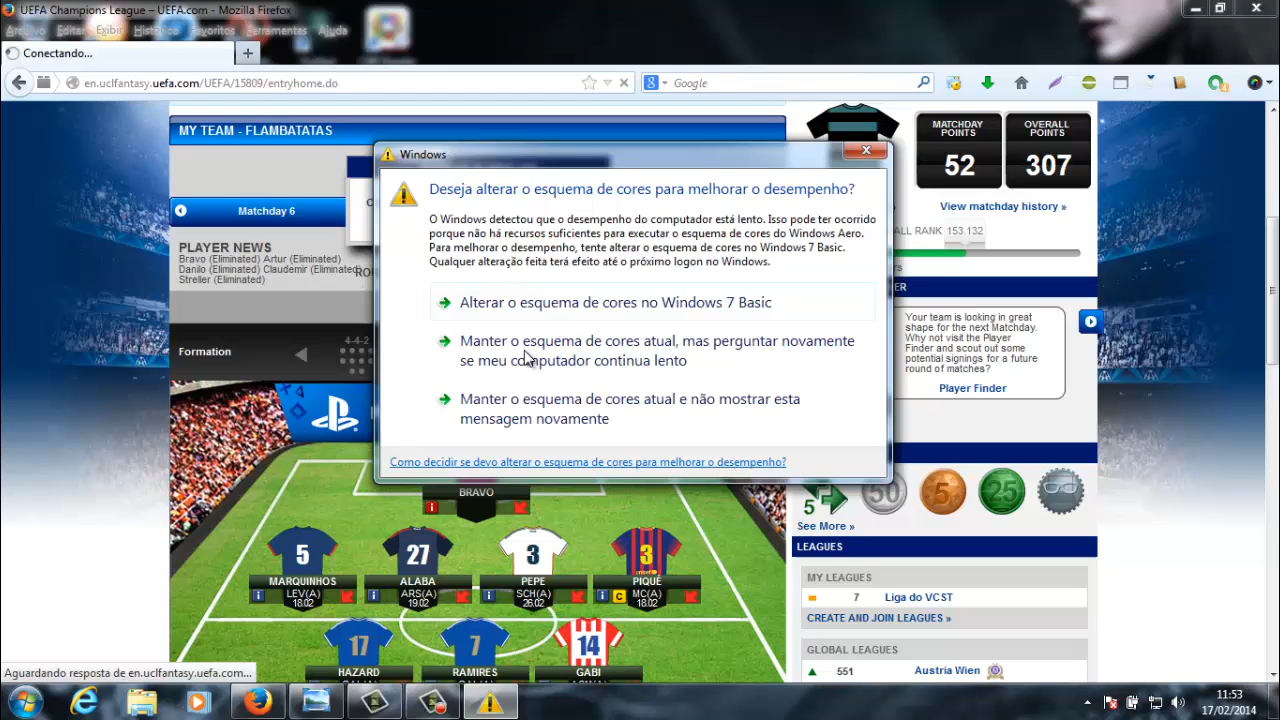 UEFA Champions League – UEFA.com - Mozilla Firefox
Arquivo Editar Exibir Histórico Favoritos Ferramentas Ajuda
Conectando...
en.uclfantasy.uefa.com/UEFA/15809/entryhome.do
Google
MY TEAM - FLAMBATATAS
Matchday 6
PLAYER NEWS
Bravo (Eliminated) Artur (Eliminated)
Danilo (Eliminated) Claudemir (Eliminated)
Streller (Eliminated)
Formation
4-4-2
Windows
Deseja alterar o esquema de cores para melhorar o desempenho?
O Windows detectou que o desempenho do computador está lento. Isso pode ter ocorrido
porque não há recursos suficientes para executar o esquema de cores do Windows Aero.
Para melhorar o desempenho, tente alterar o esquema de cores no Windows 7 Basic.
Qualquer alteração feita terá efeito até o próximo logon no Windows.
Alterar o esquema de cores no Windows 7 Basic
Manter o esquema de cores atual, mas perguntar novamente
se meu computador continua lento
Manter o esquema de cores atual e não mostrar esta
mensagem novamente
Como decidir se devo alterar o esquema de cores para melhorar o desempenho?
MATCHDAY
POINTS
52
OVERALL
POINTS
307
View matchday history »
ALL RANK 153.132
Your team is looking in great
shape for the next Matchday.
Why not visit the Player
Finder and scout out some
potential signings for a future
round of matches?
Player Finder
5
50
5
25
See More »
LEAGUES
MY LEAGUES
7 Liga do VCST
CREATE AND JOIN LEAGUES »
GLOBAL LEAGUES
551 Austria Wien
BRAVO
5
MARQUINHOS
LEV(A)
18.02
27
ALABA
ARS(A)
19.02
3
PEPE
SCH(A)
26.02
3
PIQUÉ
C
MC(A)
18.02
17
HAZARD
7
RAMIRES
14
GABI
Aguardando resposta de en.uclfantasy.uefa.com...
11:53
17/02/2014